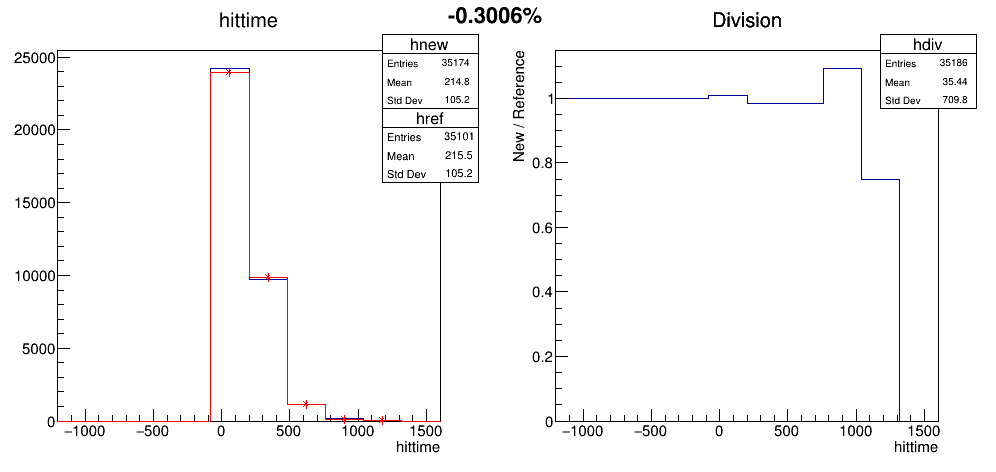 -0.3006%
hittime
hnew
Entries 35174
Mean 214.8
Std Dev 105.2
href
Entries 35101
Mean 215.5
Std Dev 105.2
25000
20000
15000
10000
5000
0
−1000 −500 0 500 1000 1500
hittime
Division
hdiv
Entries 35186
Mean 35.44
Std Dev 709.8
New / Reference
1
0.8
0.6
0.4
0.2
0
−1000 −500 0 500 1000 1500
hittime